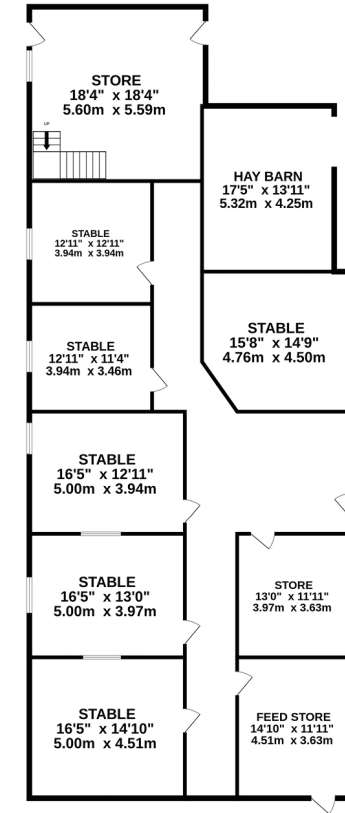 STORE
18'4" x 18'4"
5.60m x 5.59m
UP
HAY BARN
17'5" x 13'11"
5.32m x 4.25m
STABLE
12'11" x 12'11"
3.94m x 3.94m
STABLE
15'8" x 14'9"
4.76m x 4.50m
STABLE
12'11" x 11'4"
3.94m x 3.46m
STABLE
16'5" x 12'11"
5.00m x 3.94m
STABLE
16'5" x 13'0"
5.00m x 3.97m
STORE
13'0" x 11'11"
3.97m x 3.63m
STABLE
16'5" x 14'10"
5.00m x 4.51m
FEED STORE
14'10" x 11'11"
4.51m x 3.63m